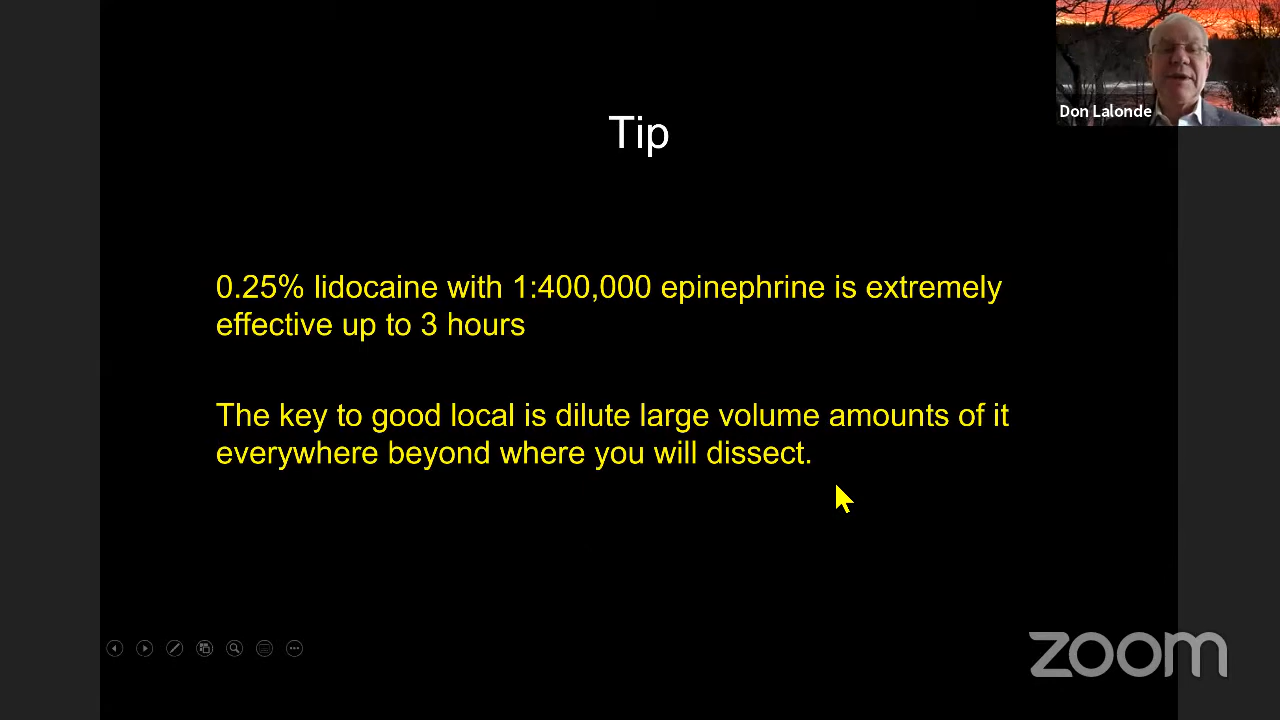 Don Lalonde
Tip
0.25% lidocaine with 1:400,000 epinephrine is extremely
effective up to 3 hours
The key to good local is dilute large volume amounts of it
everywhere beyond where you will dissect.
zoom